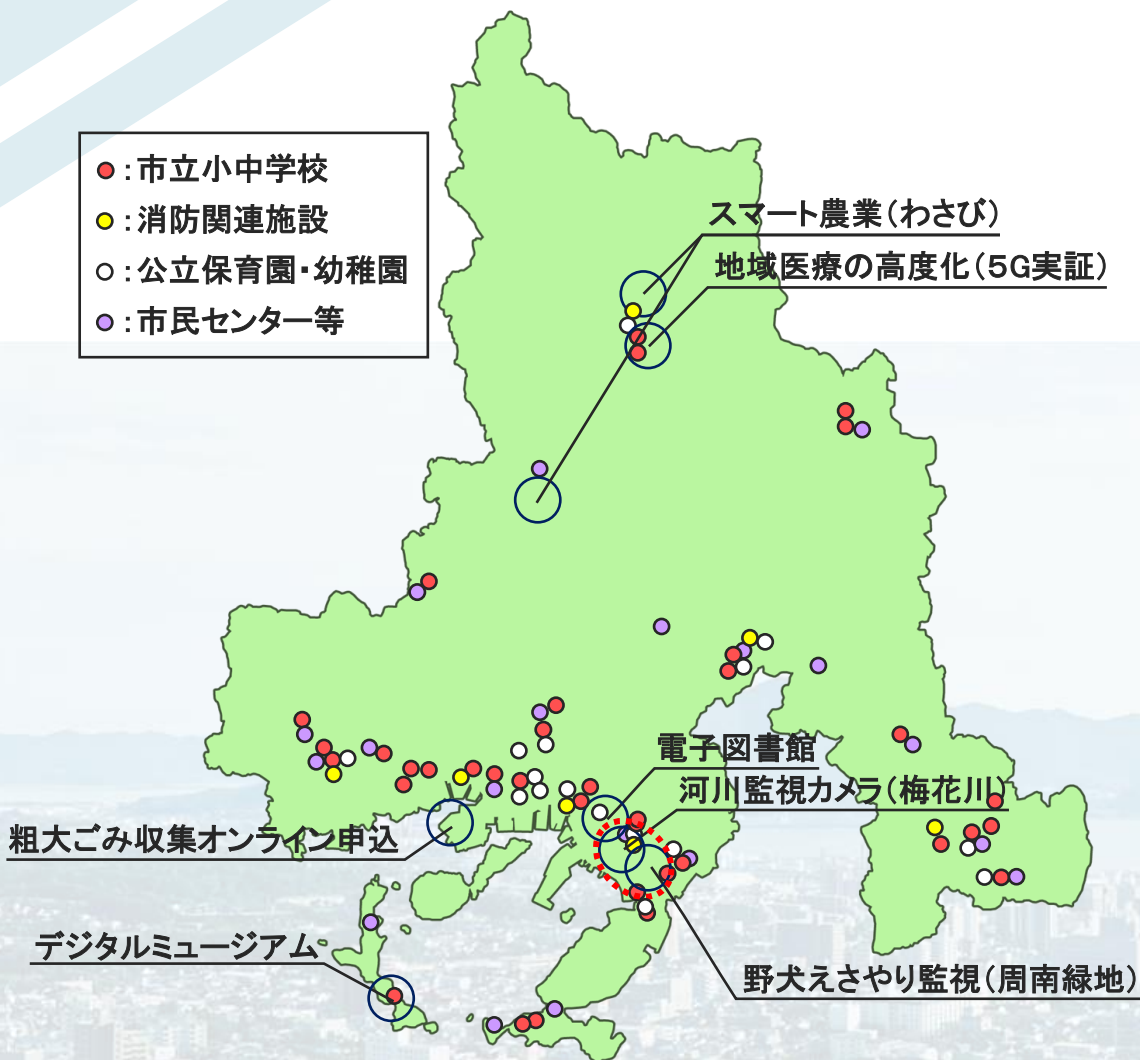 ：市立小中学校
：消防関連施設
：公立保育園・幼稚園
：市民センター等
スマート農業（わさび）
地域医療の高度化（5G実証）
電子図書館
河川監視カメラ（梅花川）
粗大ごみ収集オンライン申込
デジタルミュージアム
野犬えさやり監視（周南緑地）